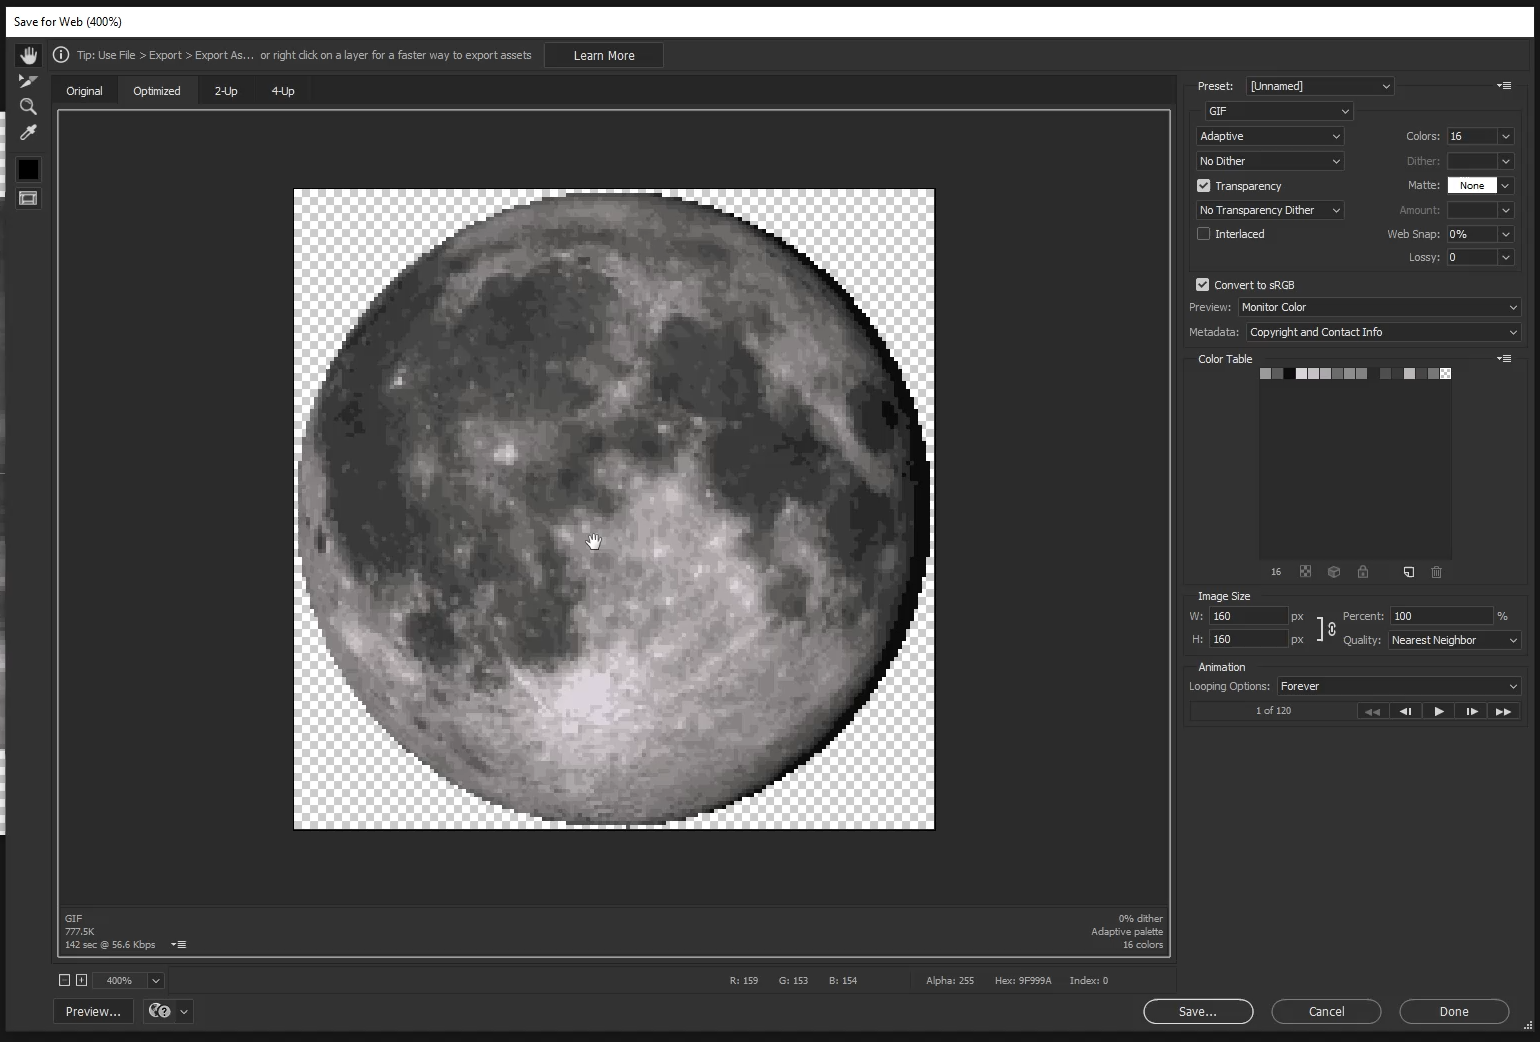 Save for Web (400%)
Tip: Use File > Export > Export As... or right click on a layer for a faster way to export assets
Learn More
Original Optimized 2-Up 4-Up
Preset: [Unnamed]
GIF
Adaptive Colors: 16
No Dither Dither:
Transparency Matte: None
No Transparency Dither Amount:
Interlaced Web Snap: 0%
Lossy: 0
Convert to sRGB
Preview: Monitor Color
Metadata: Copyright and Contact Info
Color Table
16
Image Size
W: 160 px Percent: 100 %
H: 160 px Quality: Nearest Neighbor
Animation
Looping Options: Forever
1 of 120
GIF 0% dither
777.5K Adaptive palette
142 sec @ 56.6 Kbps 16 colors
400% R: 159 G: 153 B: 154 Alpha: 255 Hex: 9F999A Index: 0
Preview... Save... Cancel Done